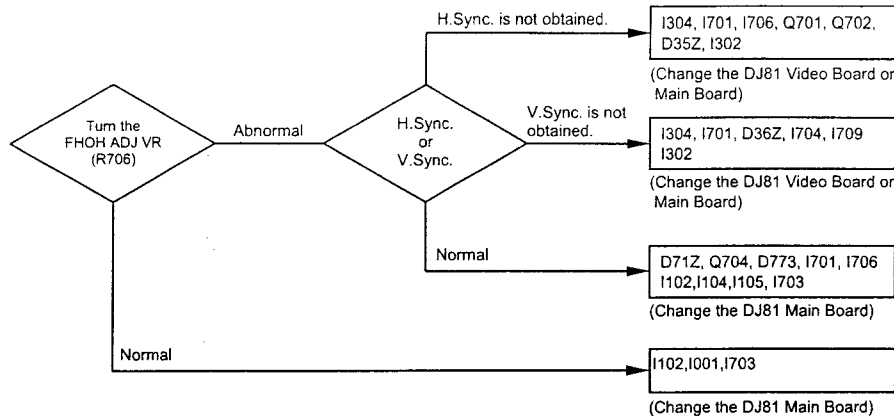 H.Sync. is not obtained.
I304, I701, I706, Q701, Q702,
D35Z, I302
(Change the DJ81 Video Board or
Main Board)
Turn the
FHOH ADJ VR
(R706)
Abnormal
H.Sync.
or
V.Sync.
V.Sync. is not
obtained.
I304, I701, D36Z, I704, I709
I302
(Change the DJ81 Video Board or
Main Board)
Normal
D71Z, Q704, D773, I701, I706
I102,I104,I105, I703
(Change the DJ81 Main Board)
Normal
I102,I001,I703
(Change the DJ81 Main Board)